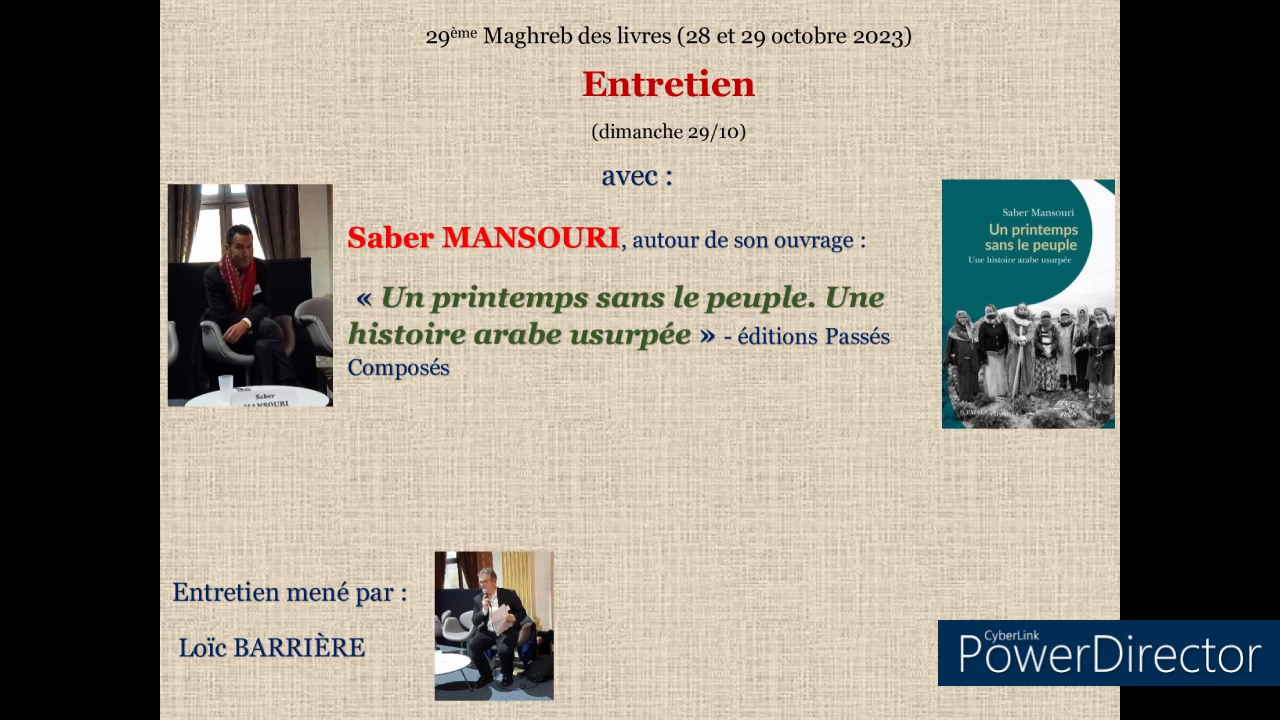 29ème Maghreb des livres (28 et 29 octobre 2023)
Entretien
(dimanche 29/10)
avec :
Saber MANSOURI, autour de son ouvrage :
« Un printemps sans le peuple. Une
histoire arabe usurpée » - éditions Passés
Composés
Saber
MANSOURI
Saber Mansouri
Un printemps
sans le peuple
Une histoire arabe usurpée
Entretien mené par :
Loïc BARRIÈRE
CyberLink
PowerDirector